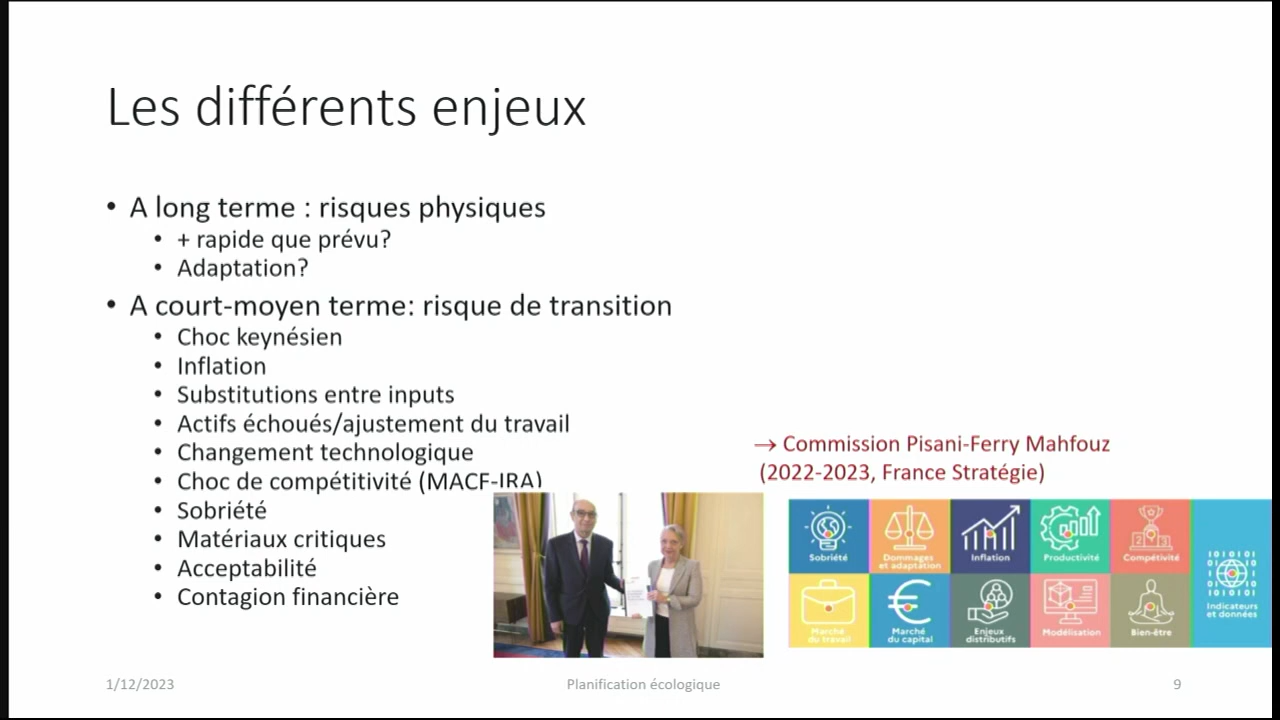 Les différents enjeux
• A long terme : risques physiques
• + rapide que prévu?
• Adaptation?
• A court-moyen terme: risque de transition
• Choc keynésien
• Inflation
• Substitutions entre inputs
• Actifs échoués/ajustement du travail
• Changement technologique
• Choc de compétitivité (MACF-IRA)
• Sobriété
• Matériaux critiques
• Acceptabilité
• Contagion financière
→ Commission Pisani-Ferry Mahfouz
(2022-2023, France Stratégie)
Sobriété
Dommages
et adaptation
Inflation
Productivité
Compétivité
Marché
du travail
Marché
du capital
Enjeux
distributifs
Modélisation
Bien-être
Indicateurs
et données
1/12/2023
Planification écologique
9